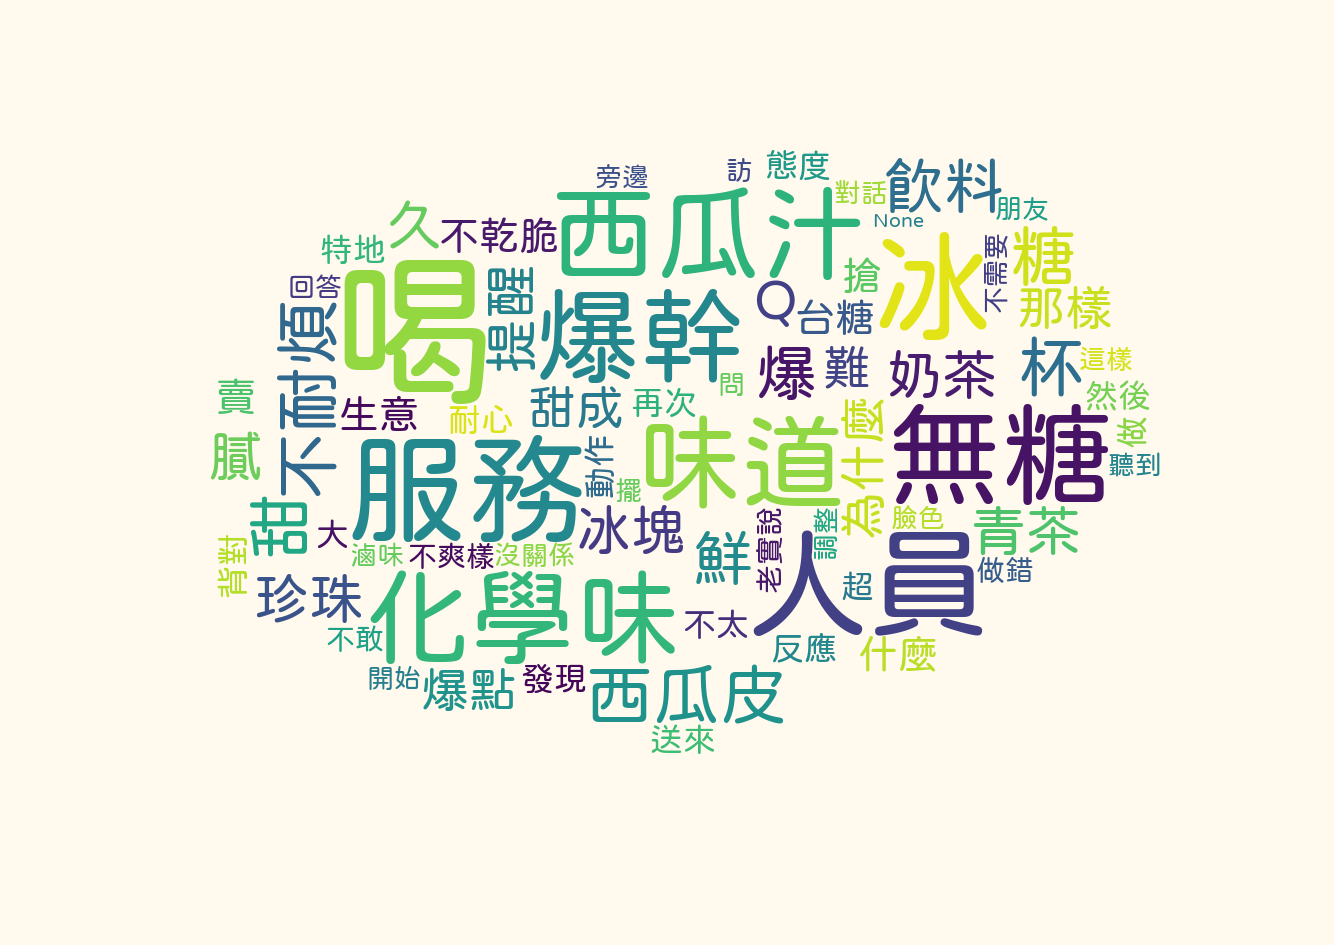 旁邊
訪
態度
飲料
對話
None
朋友
久
不乾脆
西瓜汁
特地
喝
提醒
回答
不耐煩
爆幹
Q
台糖
搶
冰
不需要
糖
那樣
爆
難
奶茶
杯
這樣
然後
做
聽到
賣
膩
生意
耐心
甜成
再次
問
味道
為什麼
無糖
服務
動作
擺
甜
大
滷味
不爽樣
沒關係
冰塊
鮮
老實說
調整
臉色
青茶
背對
珍珠
不敢
化學味
不太
人員
超
做錯
反應
什麼
開始
爆點
發現
西瓜皮
送來